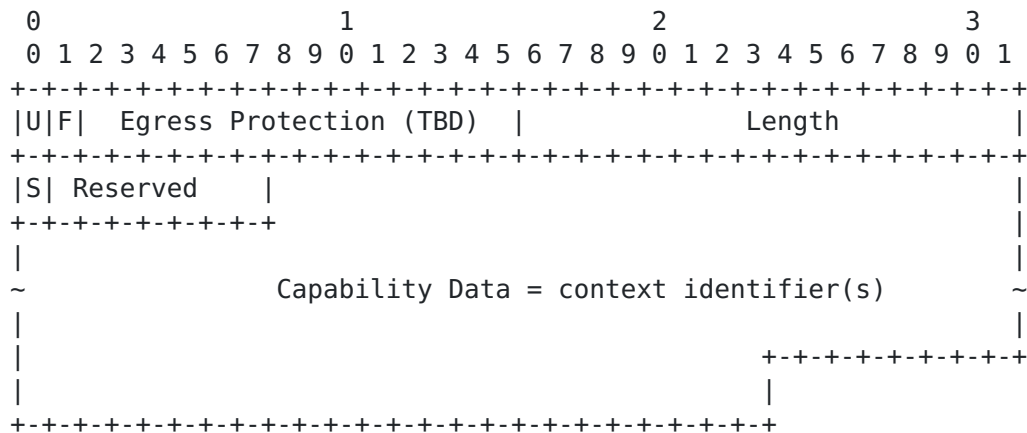 0                   1                   2                   3
 0 1 2 3 4 5 6 7 8 9 0 1 2 3 4 5 6 7 8 9 0 1 2 3 4 5 6 7 8 9 0 1
+-+-+-+-+-+-+-+-+-+-+-+-+-+-+-+-+-+-+-+-+-+-+-+-+-+-+-+-+-+-+-+-+
|U|F|  Egress Protection (TBD)  |              Length           |
+-+-+-+-+-+-+-+-+-+-+-+-+-+-+-+-+-+-+-+-+-+-+-+-+-+-+-+-+-+-+-+-+
|S| Reserved    |                                               |
+-+-+-+-+-+-+-+-+                                               |
|                                                               |
~                Capability Data = context identifier(s)        ~
|                                                               |
|                                               +-+-+-+-+-+-+-+-+
|                                               |
+-+-+-+-+-+-+-+-+-+-+-+-+-+-+-+-+-+-+-+-+-+-+-+-+